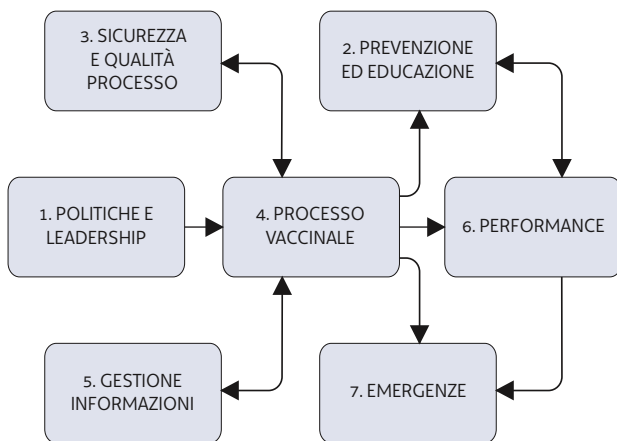 3. SICUREZZA
E QUALITÀ
PROCESSO
2. PREVENZIONE
ED EDUCAZIONE
1. POLITICHE E
LEADERSHIP
4. PROCESSO
VACCINALE
6. PERFORMANCE
5. GESTIONE
INFORMAZIONI
7. EMERGENZE